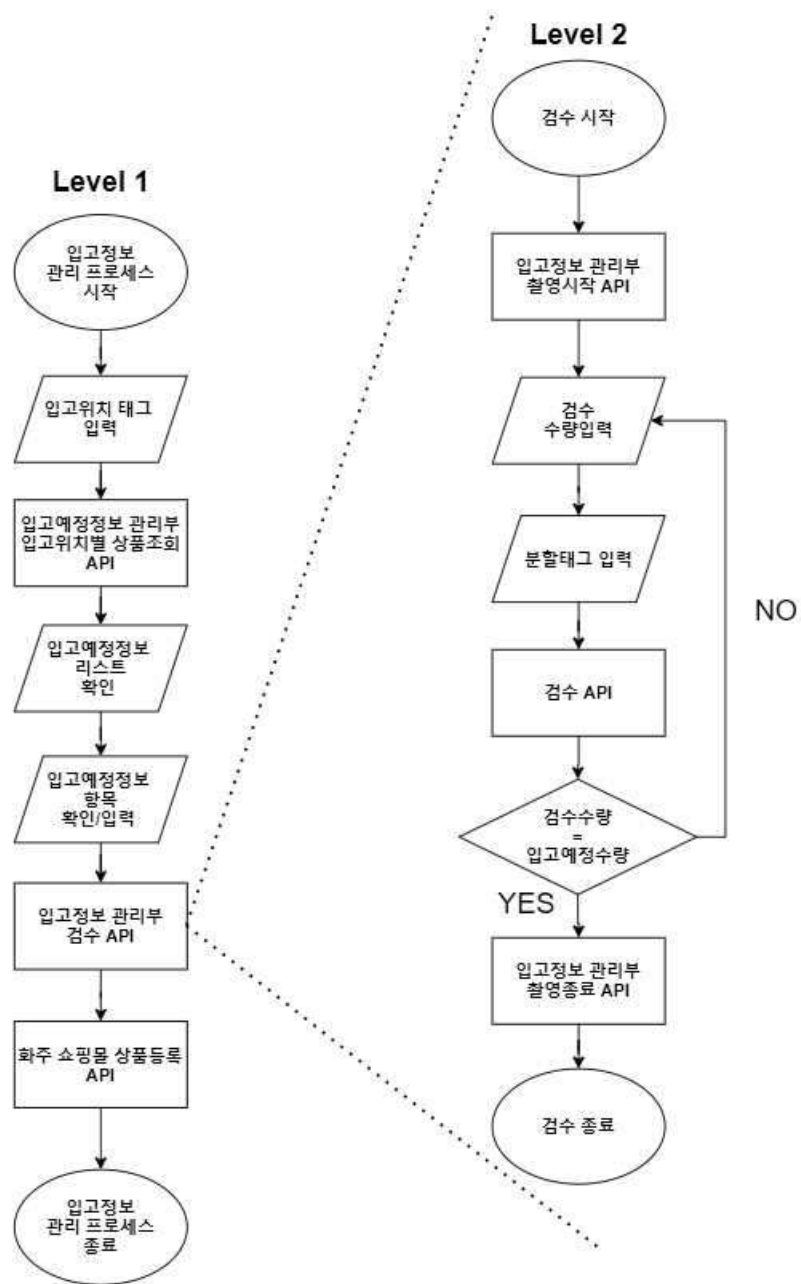 Level 1
입고정보
관리 프로세스
시작
입고위치 태그
입력
입고예정정보 관리부
입고위치별 상품조회
API
입고예정정보
리스트
확인
입고예정정보
항목
확인/입력
입고정보 관리부
검수 API
화주 쇼핑몰 상품등록
API
입고정보
관리 프로세스
종료
Level 2
검수 시작
입고정보 관리부
촬영시작 API
검수
수량입력
분할태그 입력
검수 API
검수수량
=
입고예정수량
NO
YES
입고정보 관리부
촬영종료 API
검수 종료